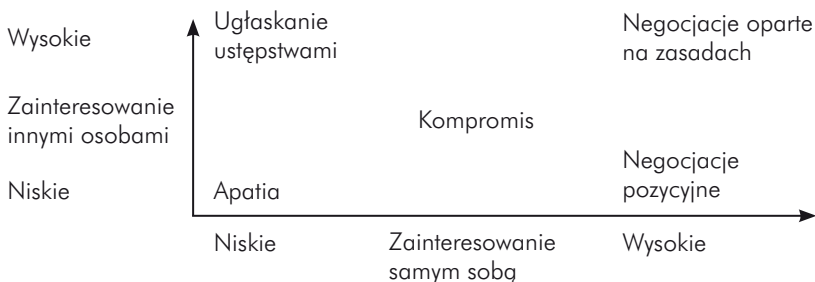 Wysokie
Ugłaskanie
ustępstwami
Negocjacje oparte
na zasadach
Zainteresowanie
innymi osobami
Kompromis
Niskie
Apatia
Negocjacje
pozycyjne
Niskie
Zainteresowanie
samym sobą
Wysokie